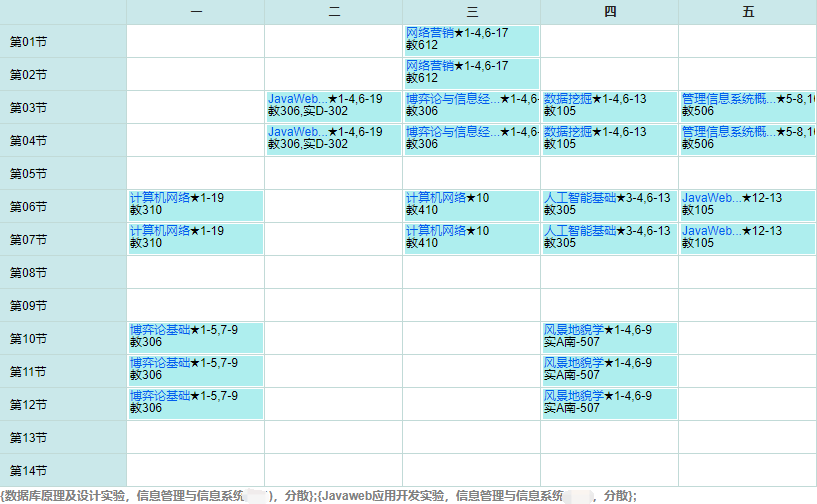 一 二 三 四 五
第01节 网络营销★1-4,6-17
教612
第02节 网络营销★1-4,6-17
教612
第03节 JavaWeb...★1-4,6-19 博弈论与信息经...★1-4,6- 数据挖掘★1-4,6-13 管理信息系统概...★5-8,1
教306,实D-302 教306 教105 教506
第04节 JavaWeb...★1-4,6-19 博弈论与信息经...★1-4,6- 数据挖掘★1-4,6-13 管理信息系统概...★5-8,1
教306,实D-302 教306 教105 教506
第05节
第06节 计算机网络★1-19 计算机网络★10 人工智能基础★3-4,6-13 JavaWeb...★12-13
教310 教410 教305 教105
第07节 计算机网络★1-19 计算机网络★10 人工智能基础★3-4,6-13 JavaWeb...★12-13
教310 教410 教305 教105
第08节
第09节
第10节 博弈论基础★1-5,7-9 风景地貌学★1-4,6-9
教306 实A南-507
第11节 博弈论基础★1-5,7-9 风景地貌学★1-4,6-9
教306 实A南-507
第12节 博弈论基础★1-5,7-9 风景地貌学★1-4,6-9
教306 实A南-507
第13节
第14节
{数据库原理及设计实验，信息管理与信息系统 )，分散};{Javaweb应用开发实验，信息管理与信息系统 )，分散};